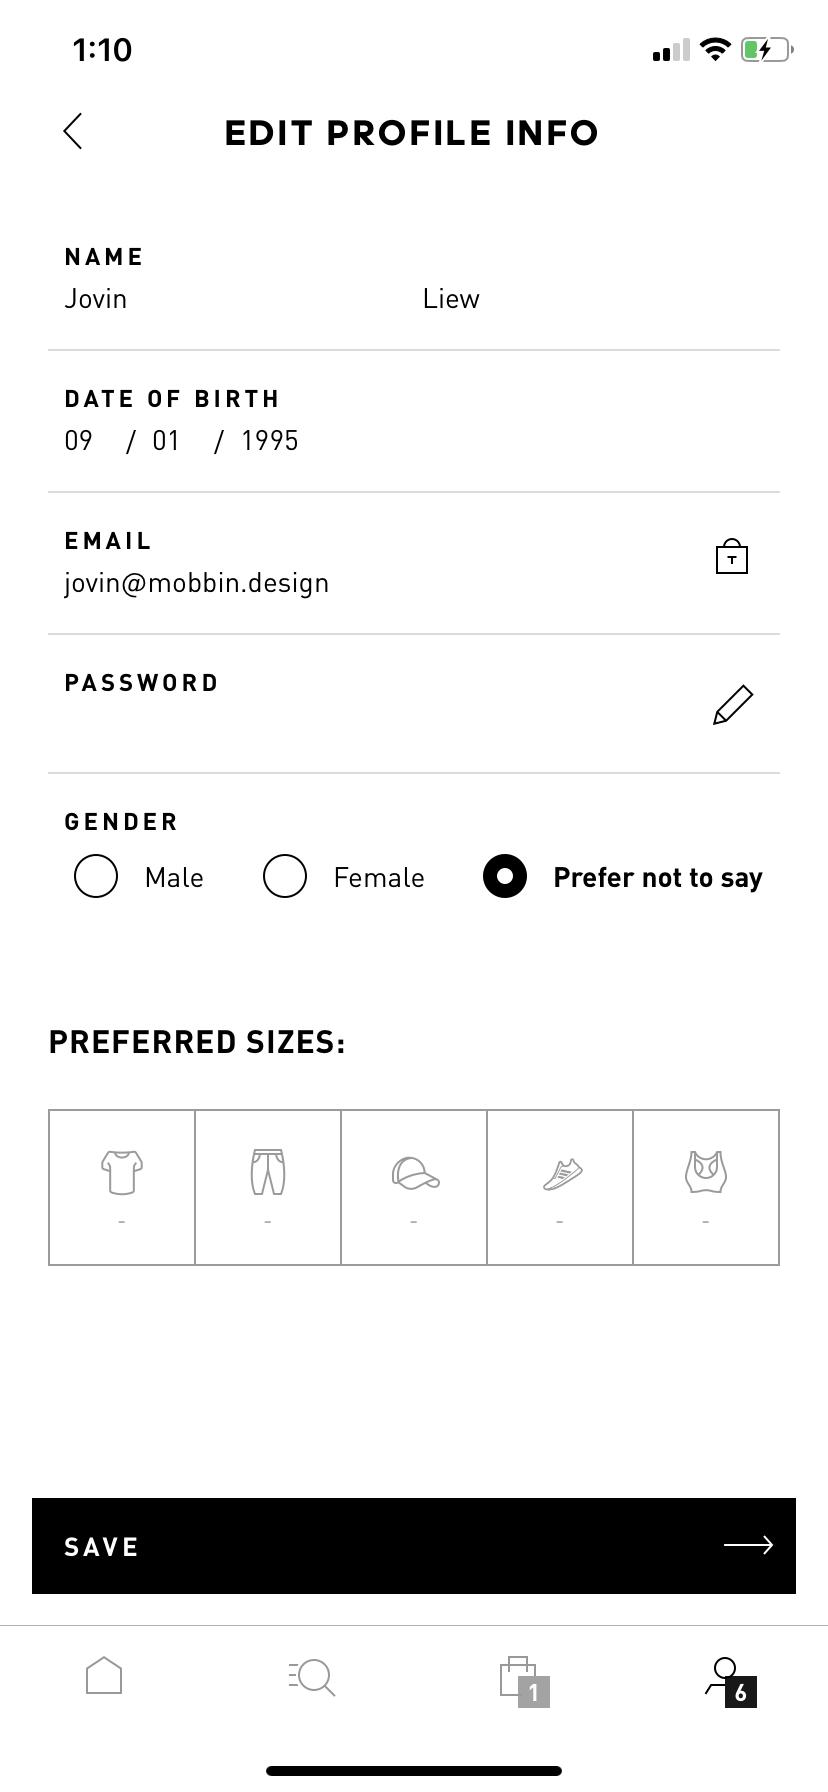 1:10
EDIT PROFILE INFO
NAME
Jovin Liew
DATE OF BIRTH
09 / 01 / 1995
EMAIL
jovin@mobbin.design
T
PASSWORD
GENDER
Male Female Prefer not to say
PREFERRED SIZES:
- - - - -
SAVE
1 6